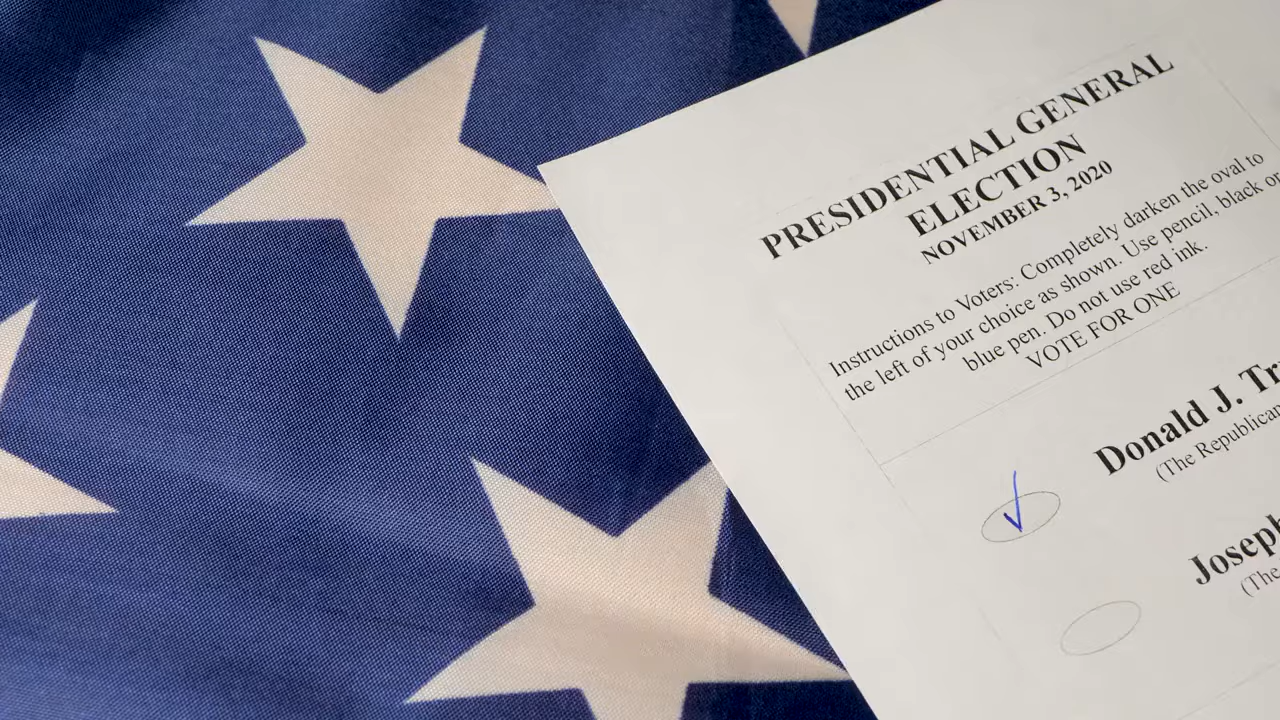 PRESIDENTIAL GENERAL
ELECTION
NOVEMBER 3, 2020
Instructions to Voters: Completely darken the oval to
the left of your choice as shown. Use pencil, black or
blue pen. Do not use red ink.
VOTE FOR ONE
Donald J.
(The Republican
Joseph
(The